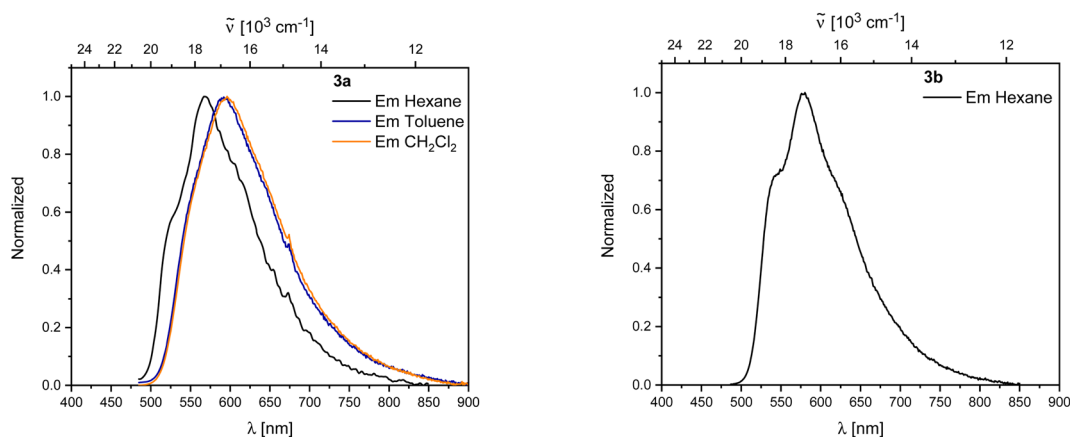 ṽ [10³ cm⁻¹]
24 22 20 18 16 14 12
3a
Em Hexane
Em Toluene
Em CH₂Cl₂
Normalized
1.0
0.8
0.6
0.4
0.2
0.0
400 450 500 550 600 650 700 750 800 850 900
λ [nm]
ṽ [10³ cm⁻¹]
24 22 20 18 16 14 12
3b
Em Hexane
Normalized
1.0
0.8
0.6
0.4
0.2
0.0
400 450 500 550 600 650 700 750 800 850 900
λ [nm]